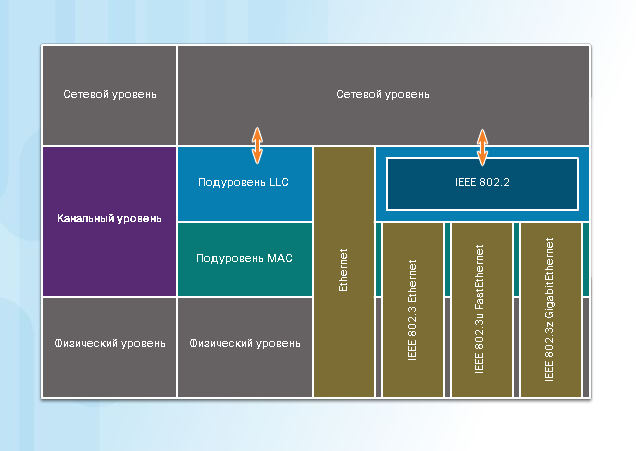 Сетевой уровень
Сетевой уровень
Канальный уровень
Подуровень LLC
IEEE 802.2
Подуровень MAC
Ethernet
IEEE 802.3 Ethernet
IEEE 802.3u FastEthernet
IEEE 802.3z GigabitEthernet
Физический уровень
Физический уровень